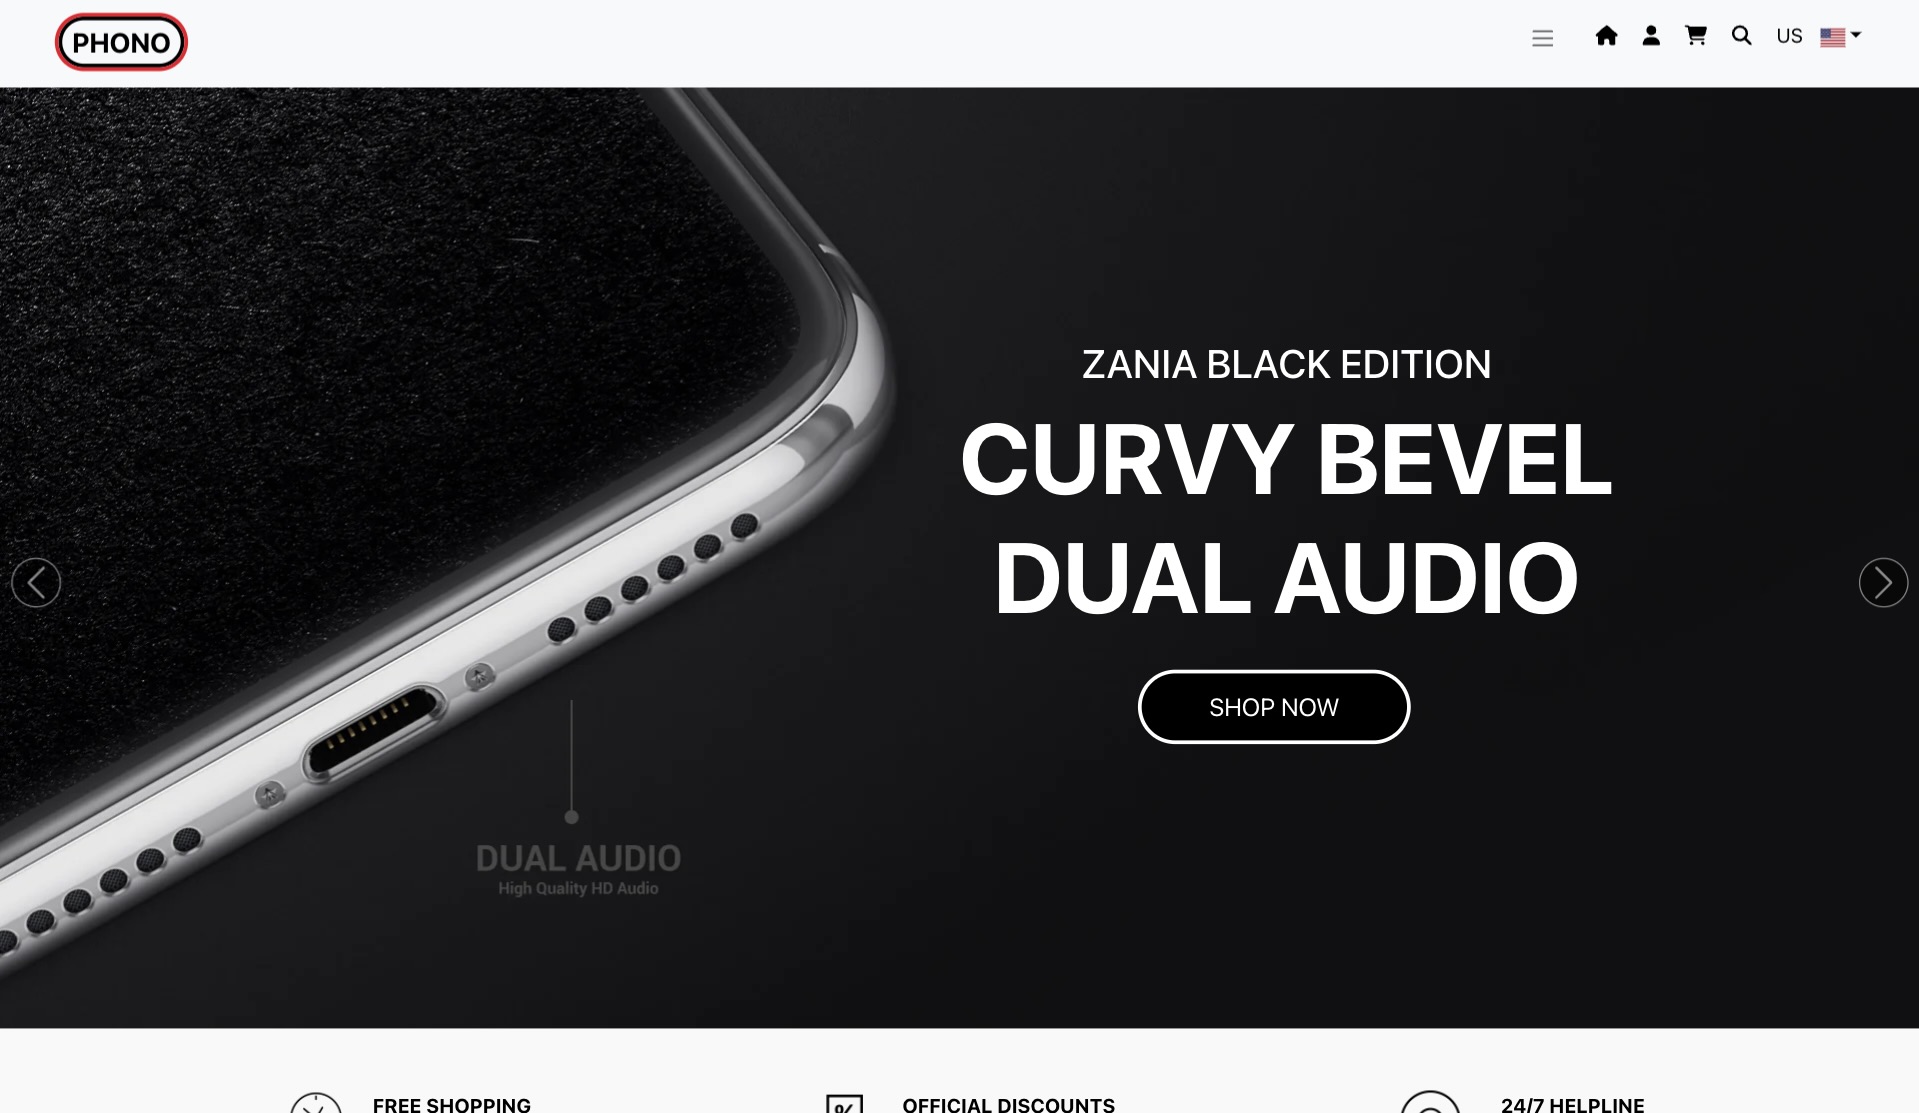 PHONO
US
ZANIA BLACK EDITION
CURVY BEVEL
DUAL AUDIO
SHOP NOW
DUAL AUDIO
High Quality HD Audio
FREE SHOPPING
%
OFFICIAL DISCOUNTS
24/7 HELPLINE